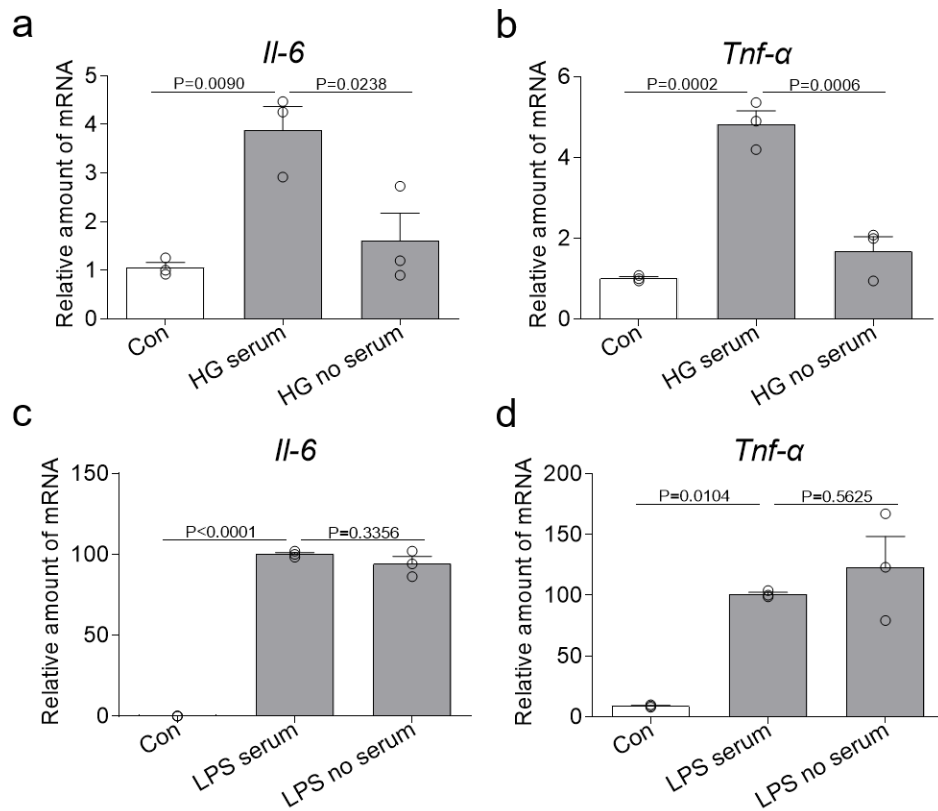 a
Il-6
Relative amount of mRNA
5
4
3
2
1
0
P=0.0090
P=0.0238
Con
HG serum
HG no serum
b
Tnf-α
Relative amount of mRNA
6
4
2
0
P=0.0002
P=0.0006
Con
HG serum
HG no serum
c
Il-6
Relative amount of mRNA
150
100
50
0
P<0.0001
P=0.3356
Con
LPS serum
LPS no serum
d
Tnf-α
Relative amount of mRNA
200
150
100
50
0
P=0.0104
P=0.5625
Con
LPS serum
LPS no serum